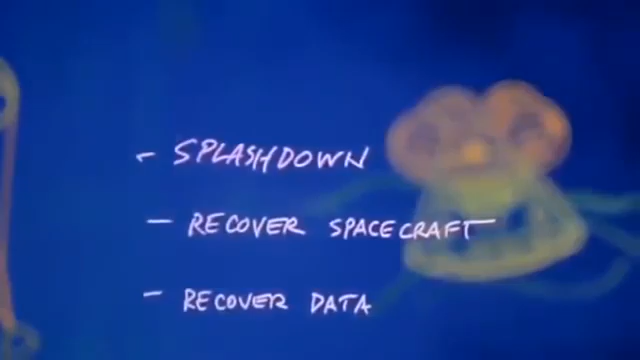 - SPLASHDOWN
- RECOVER SPACECRAFT
- RECOVER DATA